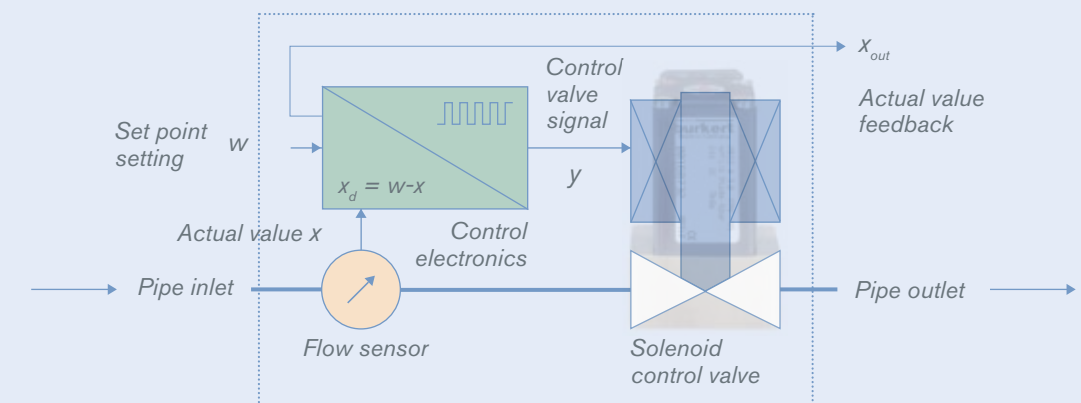 x_out
Control
valve
signal
Actual value
feedback
Set point
setting
w
burkert
x_d = w-x
y
Actual value x
Control
electronics
Pipe inlet
Pipe outlet
Flow sensor
Solenoid
control valve